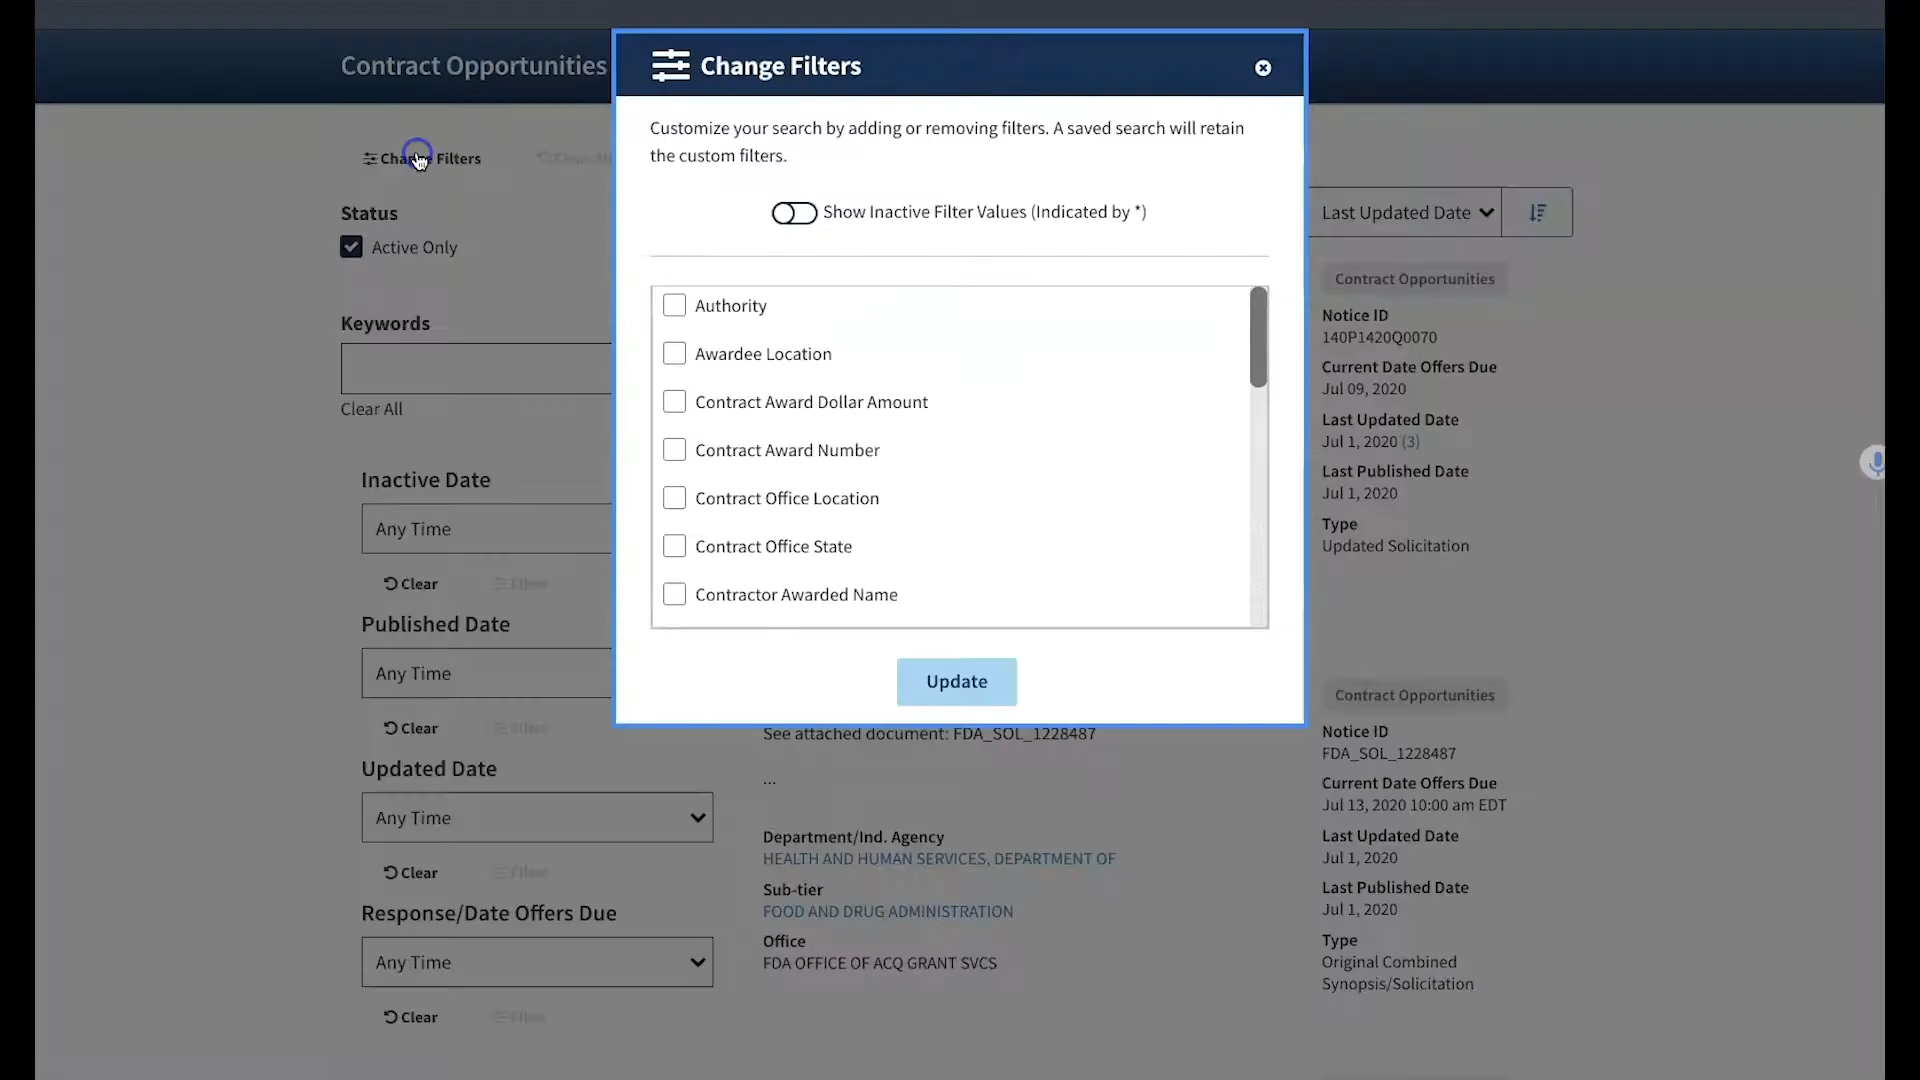 Contract Opportunities
Change Filters
Change Filters
Status
Active Only
Keywords
Clear All
Inactive Date
Any Time
Clear
Filter
Published Date
Any Time
Clear
Filter
Updated Date
Any Time
Clear
Filter
Response/Date Offers Due
Any Time
Clear
Filter
Customize your search by adding or removing filters. A saved search will retain
the custom filters.
Show Inactive Filter Values (Indicated by *)
Authority
Awardee Location
Contract Award Dollar Amount
Contract Award Number
Contract Office Location
Contract Office State
Contractor Awarded Name
Update
See attached document: FDA_SOL_1228487
...
Department/Ind. Agency
HEALTH AND HUMAN SERVICES, DEPARTMENT OF
Sub-tier
FOOD AND DRUG ADMINISTRATION
Office
FDA OFFICE OF ACQ GRANT SVCS
Last Updated Date
Contract Opportunities
Notice ID
140P1420Q0070
Current Date Offers Due
Jul 09, 2020
Last Updated Date
Jul 1, 2020 (3)
Last Published Date
Jul 1, 2020
Type
Updated Solicitation
Contract Opportunities
Notice ID
FDA_SOL_1228487
Current Date Offers Due
Jul 13, 2020 10:00 am EDT
Last Updated Date
Jul 1, 2020
Last Published Date
Jul 1, 2020
Type
Original Combined
Synopsis/Solicitation